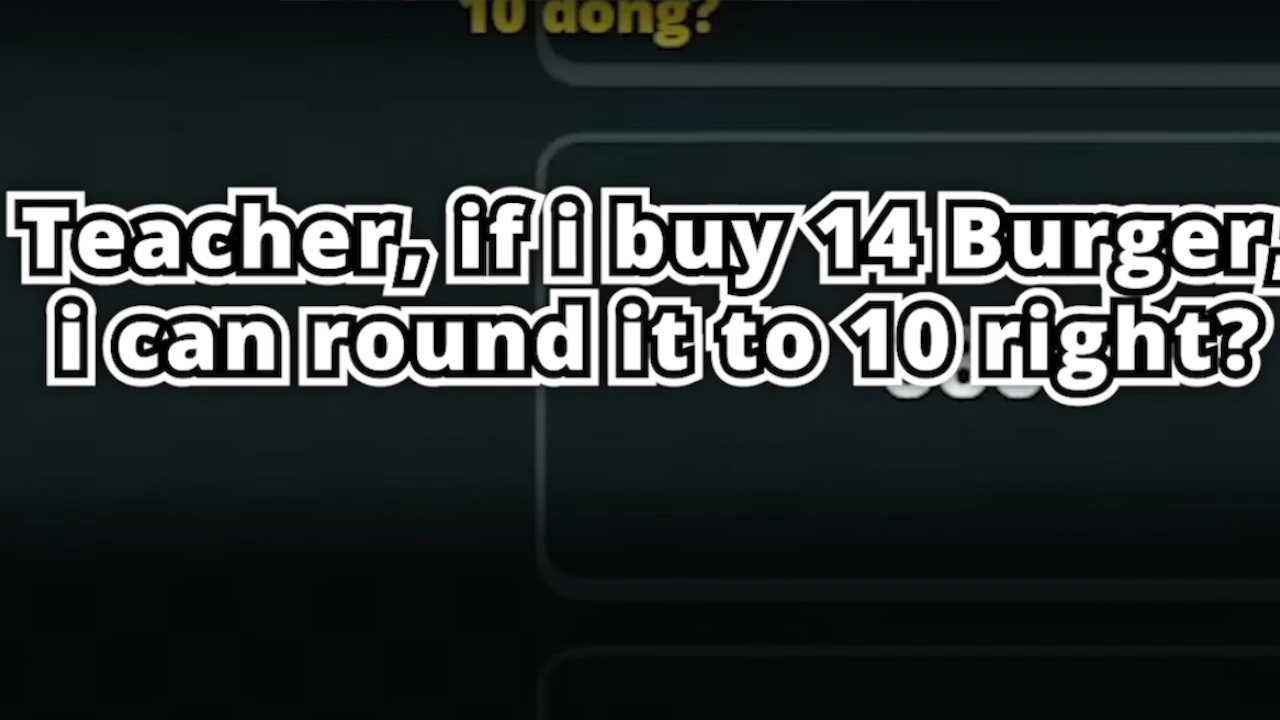 10 dong?
Teacher, if i buy 14 Burger,
i can round it to 10 right?